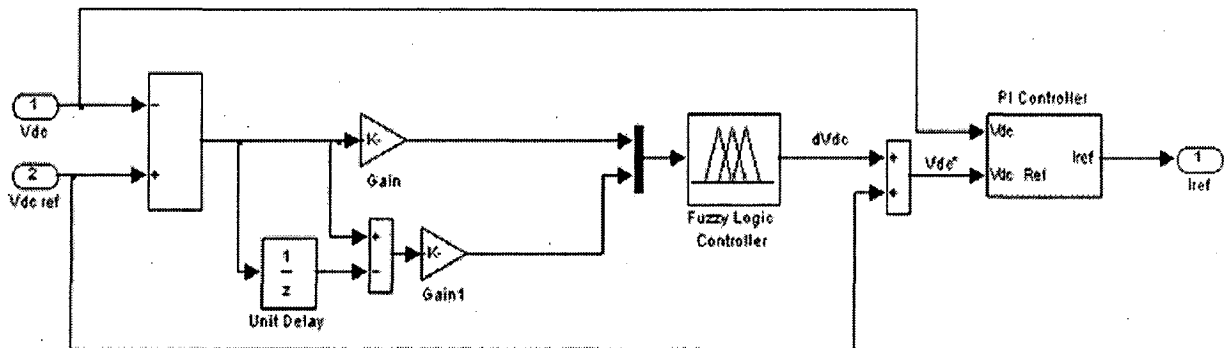 PI Controller
1
Vdc
2
Vdc ref
-
+
K-
Gain
1
z
Unit Delay
+
-
K-
Gain1
Fuzzy Logic
Controller
dVdc
+
+
Vdc*
Vdc
Vdc Ref
Iref
1
Iref